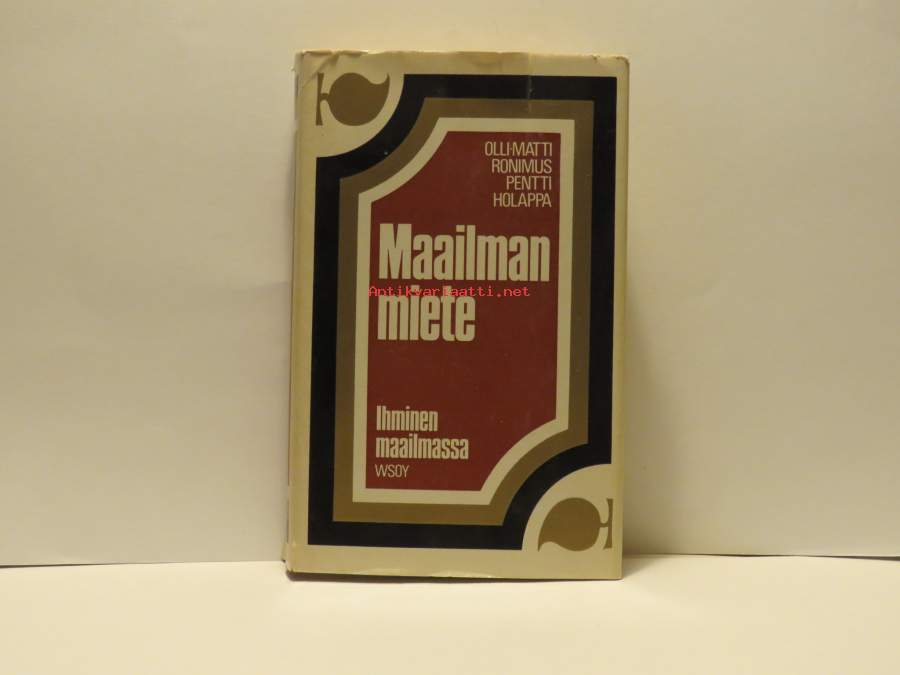 OLLI-MATTI
RONIMUS
PENTTI
HOLAPPA
Maailman
Antikvariaatti.net
miete
Ihminen
maailmassa
WSOY